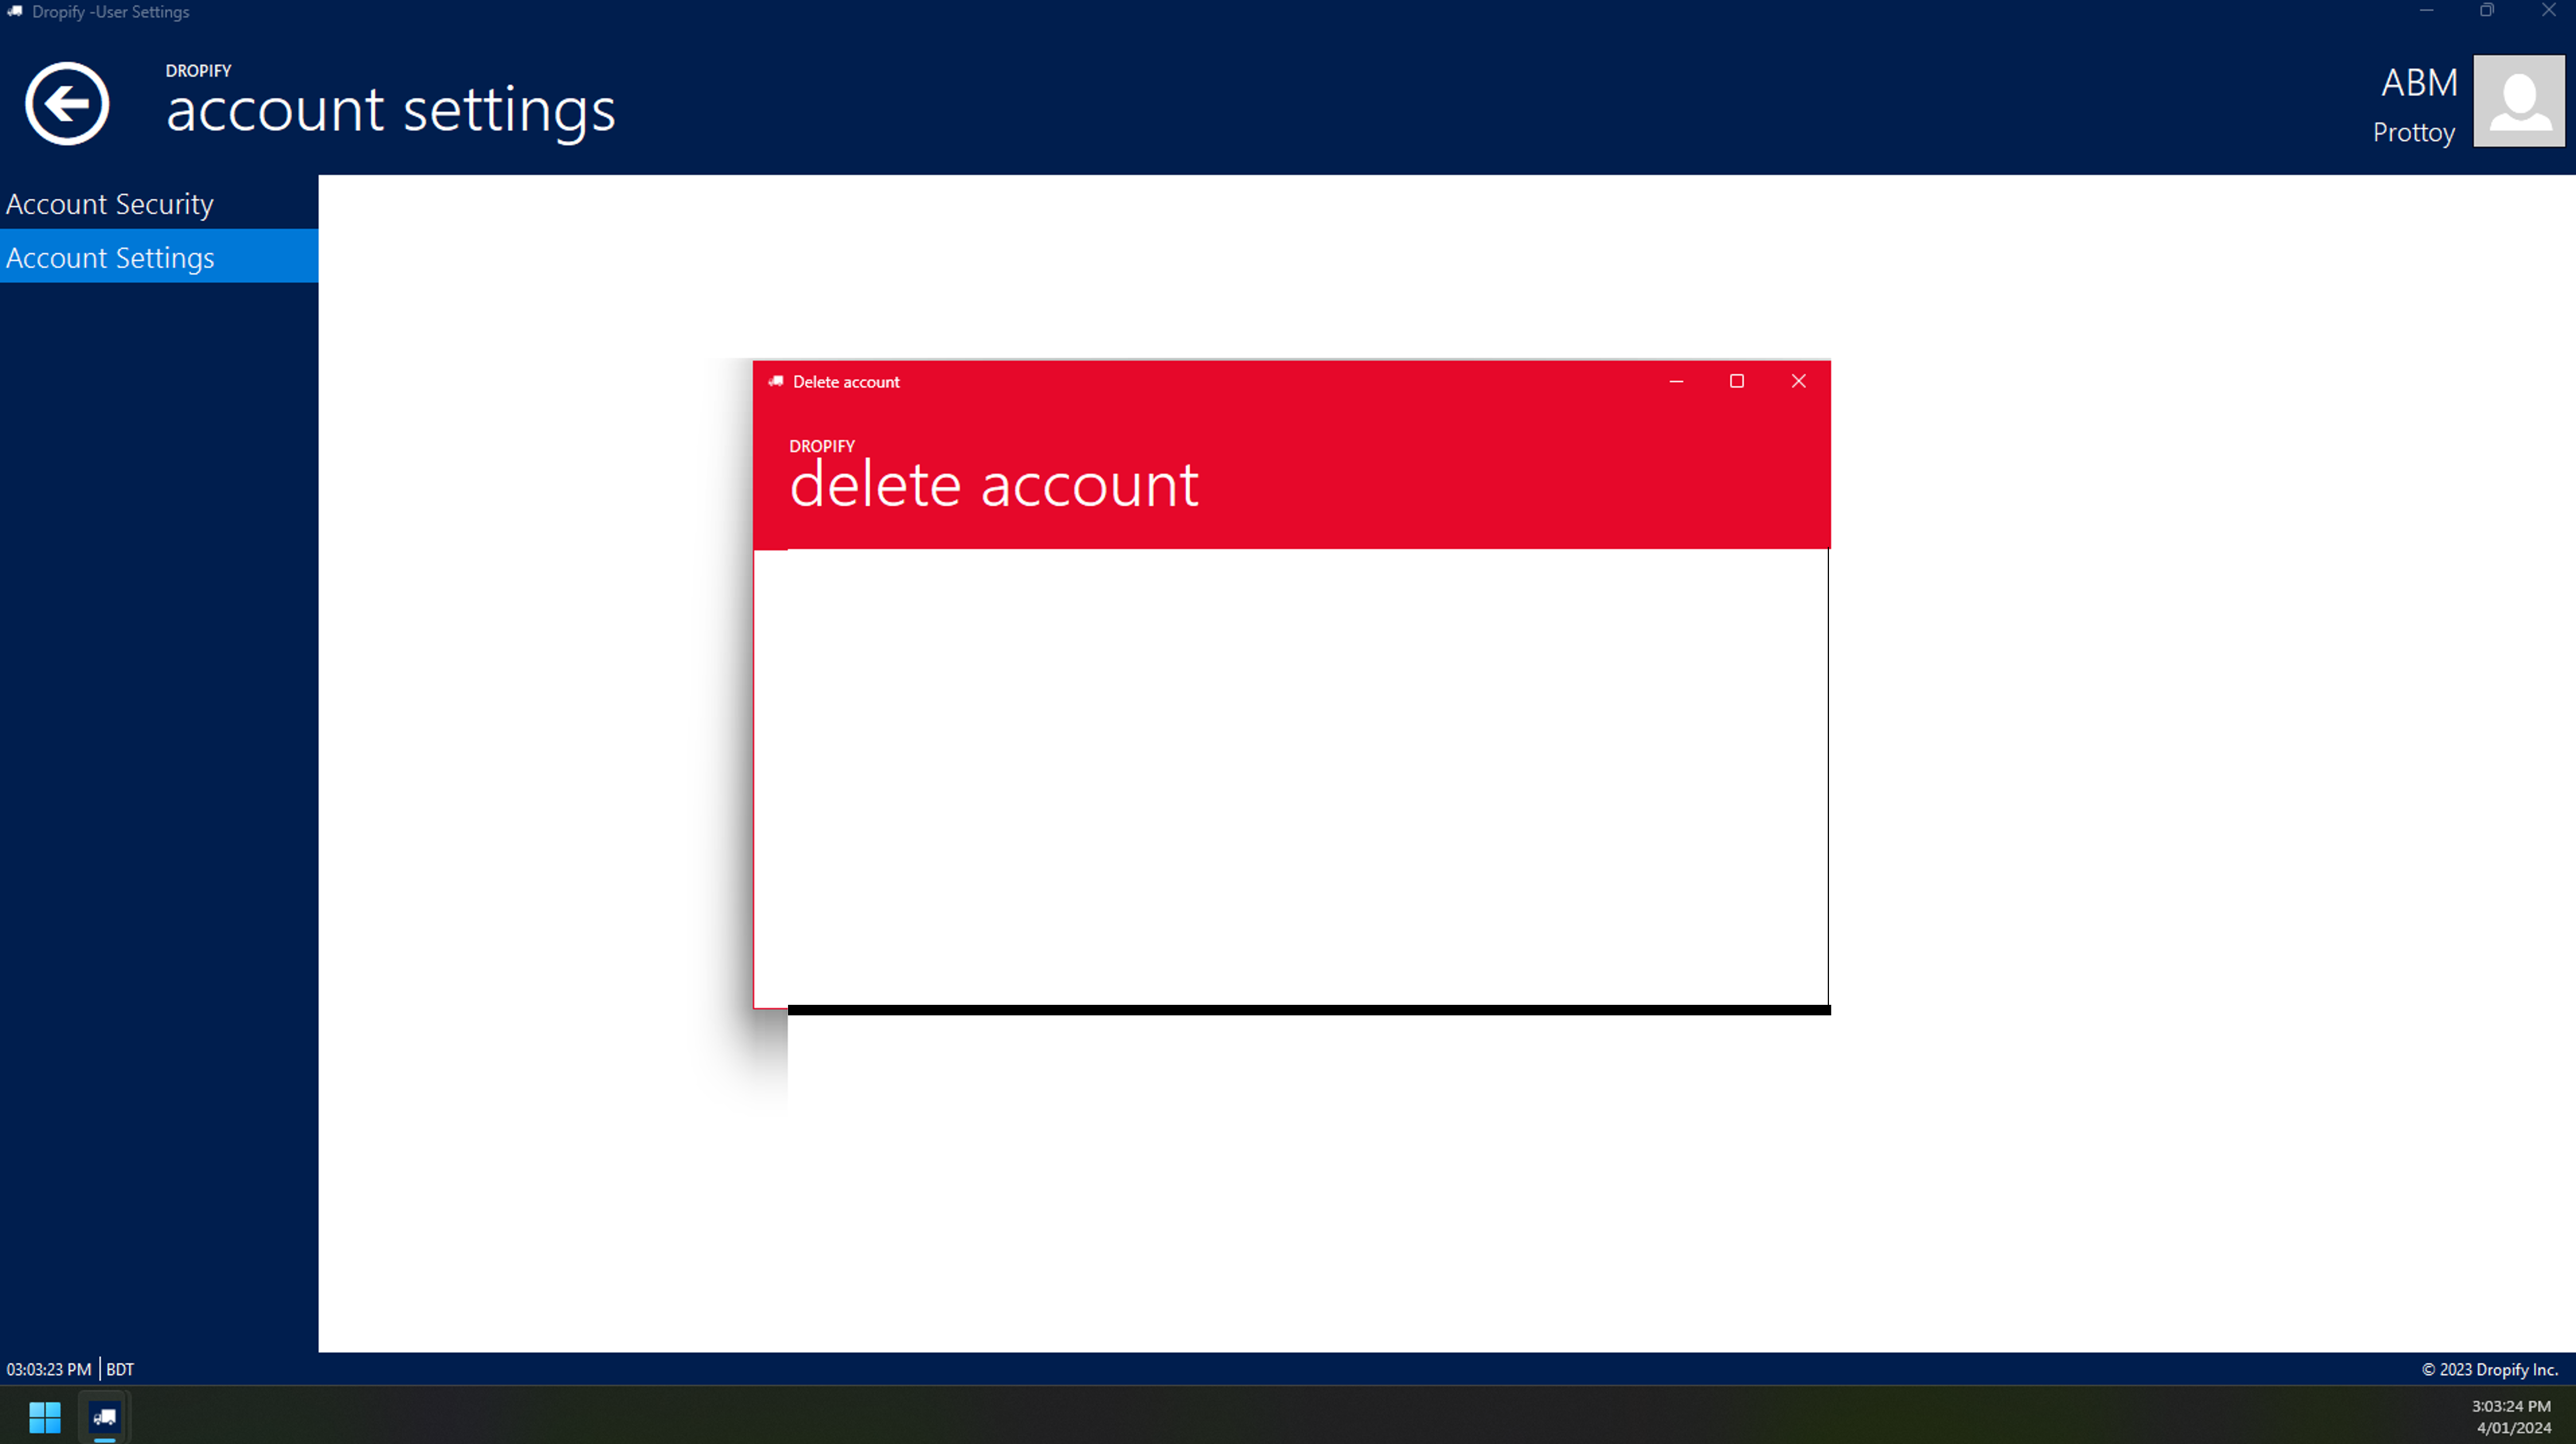 Dropify -User Settings
DROPIFY
account settings
ABM
Prottoy
Account Security
Account Settings
Delete account
DROPIFY
delete account
03:03:23 PM | BDT
© 2023 Dropify Inc.
3:03:24 PM
4/01/2024